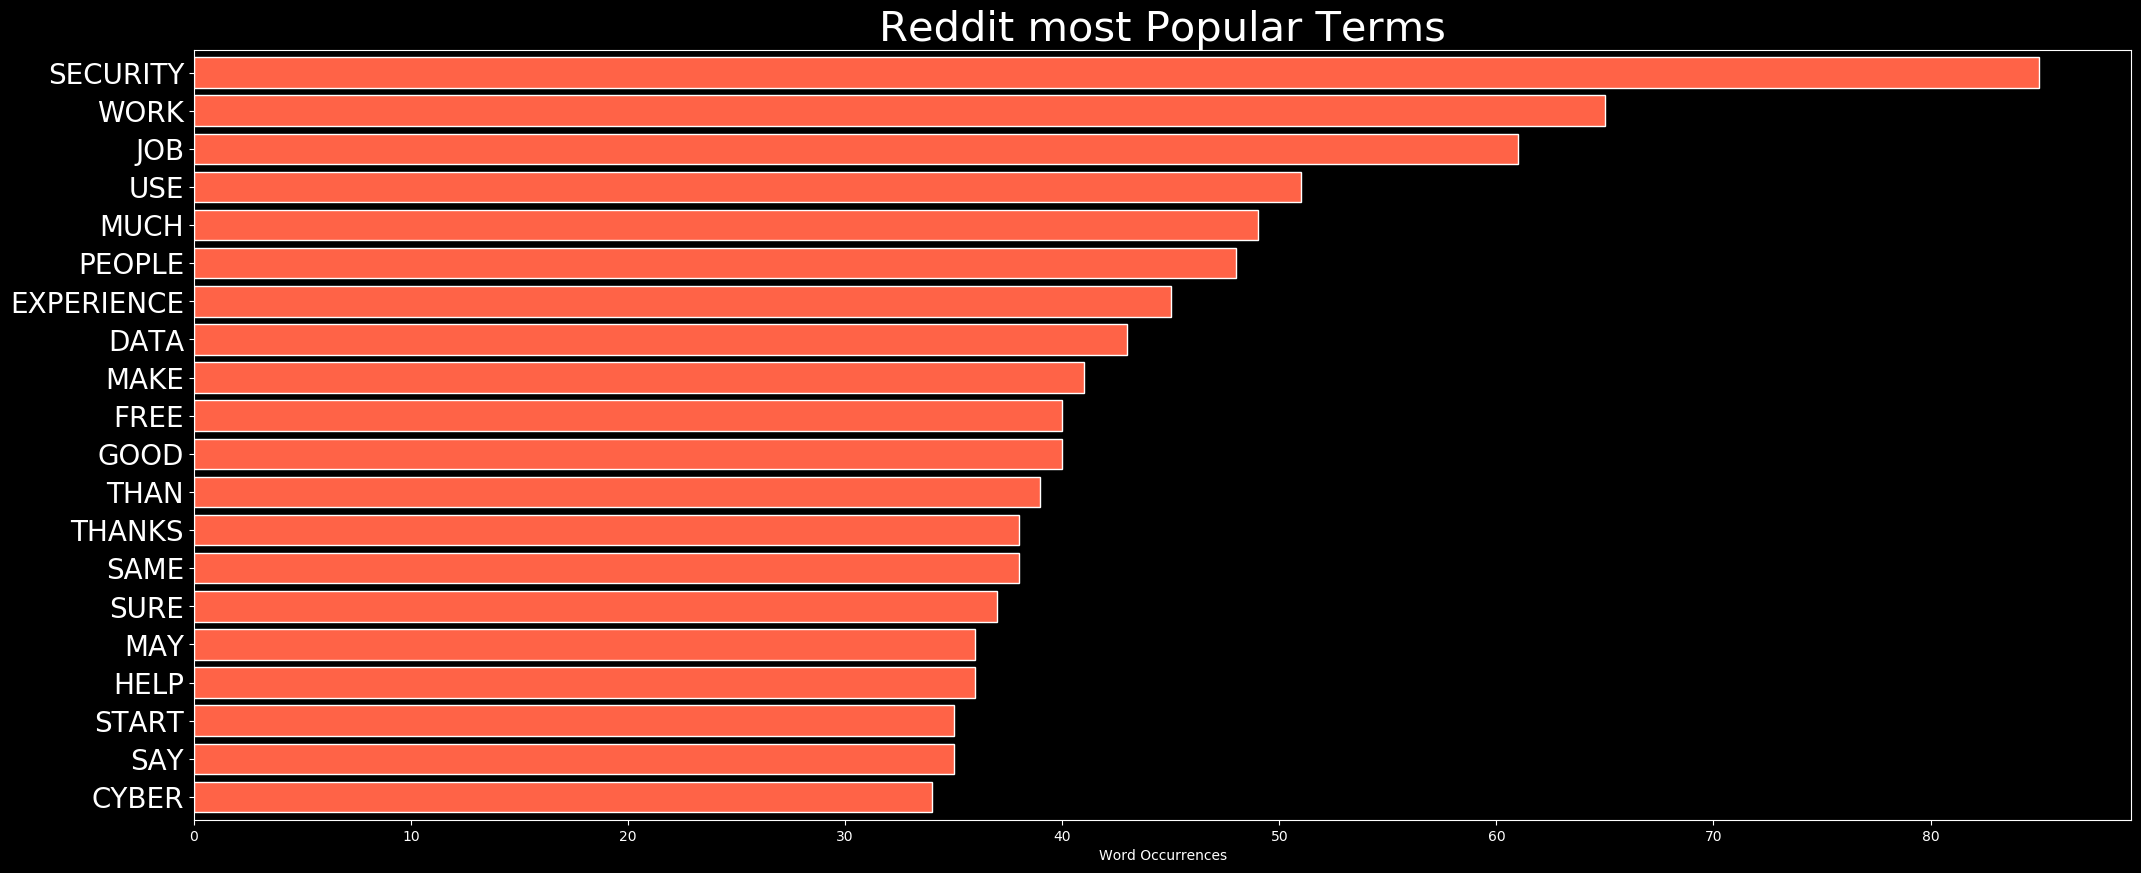 Reddit most Popular Terms
SECURITY
WORK
JOB
USE
MUCH
PEOPLE
EXPERIENCE
DATA
MAKE
FREE
GOOD
THAN
THANKS
SAME
SURE
MAY
HELP
START
SAY
CYBER
0 10 20 30 40 50 60 70 80
Word Occurrences